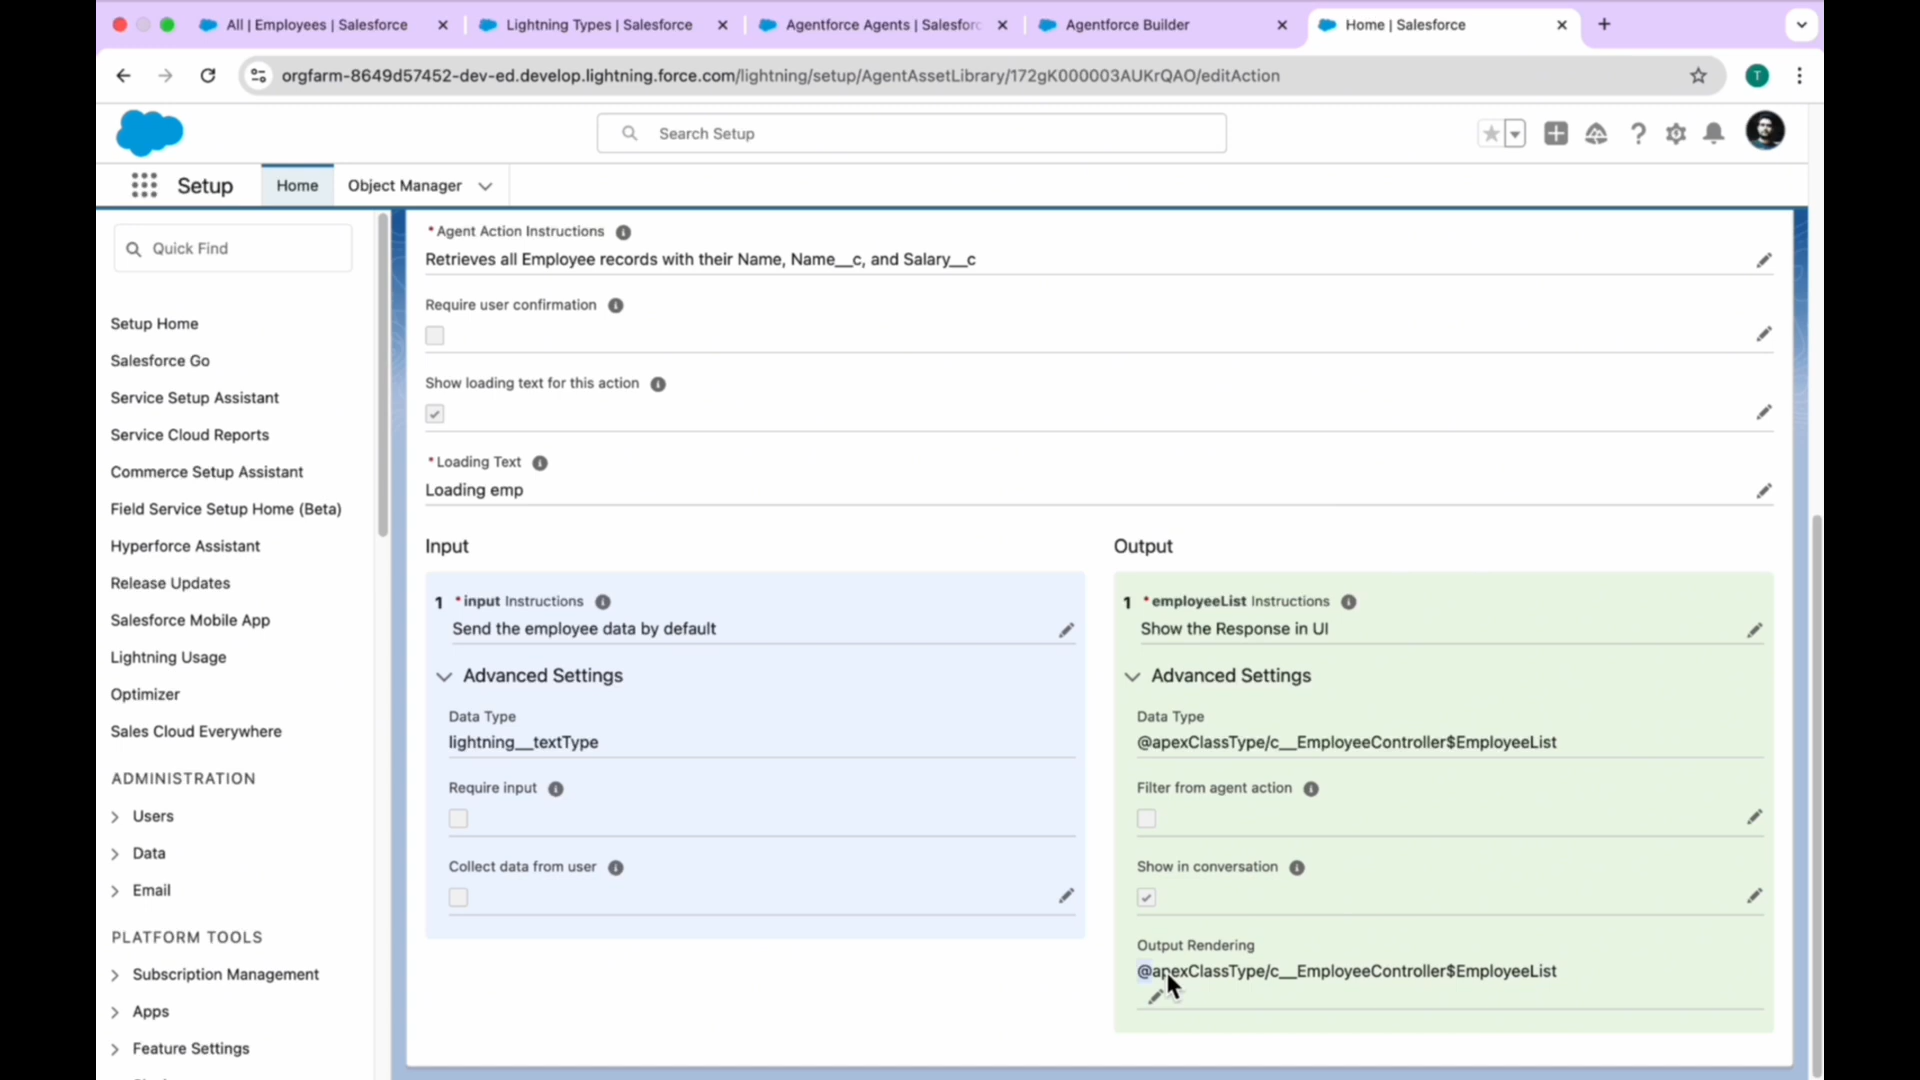 All | Employees | Salesforce
Lightning Types | Salesforce
Agentforce Agents | Salesforc
Agentforce Builder
Home | Salesforce
orgfarm-8649d57452-dev-ed.develop.lightning.force.com/lightning/setup/AgentAssetLibrary/172gK000003AUKrQAO/editAction
T
Search Setup
Setup
Home
Object Manager
Quick Find
Setup Home
Salesforce Go
Service Setup Assistant
Service Cloud Reports
Commerce Setup Assistant
Field Service Setup Home (Beta)
Hyperforce Assistant
Release Updates
Salesforce Mobile App
Lightning Usage
Optimizer
Sales Cloud Everywhere
ADMINISTRATION
Users
Data
Email
PLATFORM TOOLS
Subscription Management
Apps
Feature Settings
* Agent Action Instructions
Retrieves all Employee records with their Name, Name__c, and Salary__c
Require user confirmation
Show loading text for this action
* Loading Text
Loading emp
Input
1 * input Instructions
Send the employee data by default
Advanced Settings
Data Type
lightning__textType
Require input
Collect data from user
Output
1 * employeeList Instructions
Show the Response in UI
Advanced Settings
Data Type
@apexClassType/c__EmployeeController$EmployeeList
Filter from agent action
Show in conversation
Output Rendering
@apexClassType/c__EmployeeController$EmployeeList